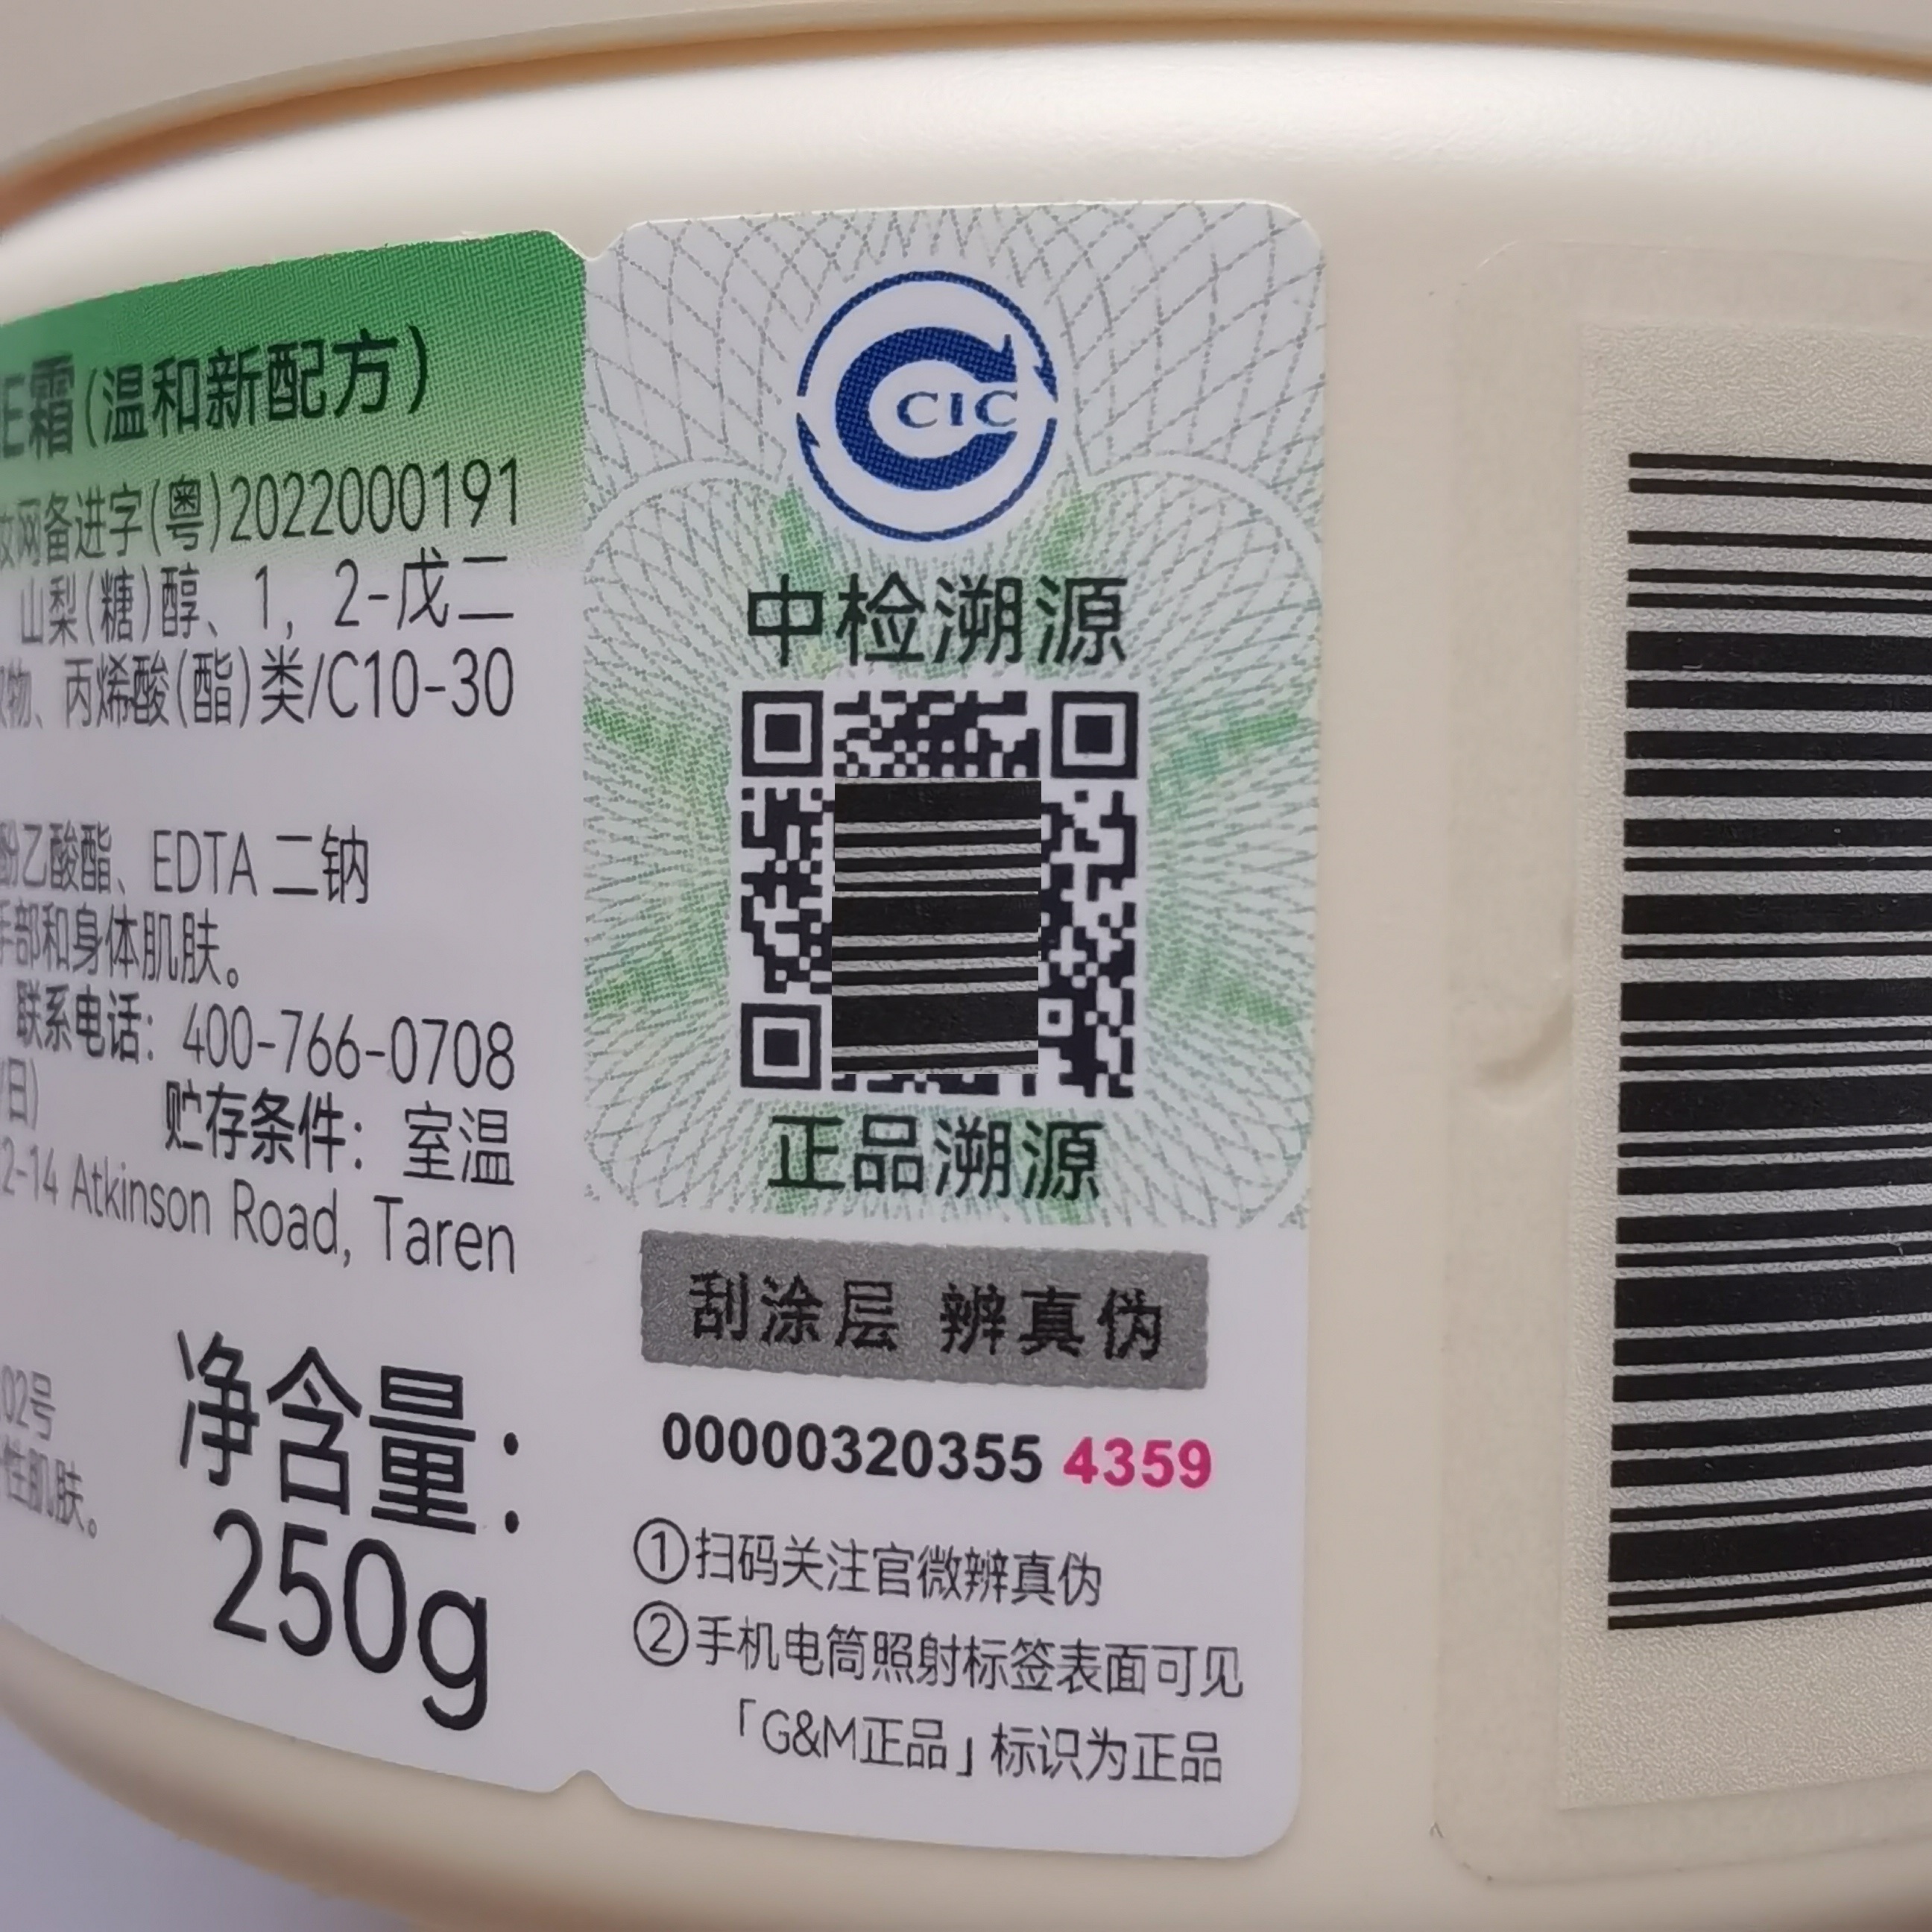 E霜(温和新配方)
网备进字(粤)2022000191
山梨(糖)醇、1, 2-戊二
物、丙烯酸(酯)类/C10-30
酚乙酸酯、EDTA 二钠
手部和身体肌肤。
联系电话: 400-766-0708
日)
贮存条件: 室温
2-14 Atkinson Road, Taren
02号
性肌肤。
净含量:
250g
CCIC
中检溯源
正品溯源
刮涂层 辨真伪
00000320355 4359
①扫码关注官微辨真伪
②手机电筒照射标签表面可见
「G&M正品」标识为正品